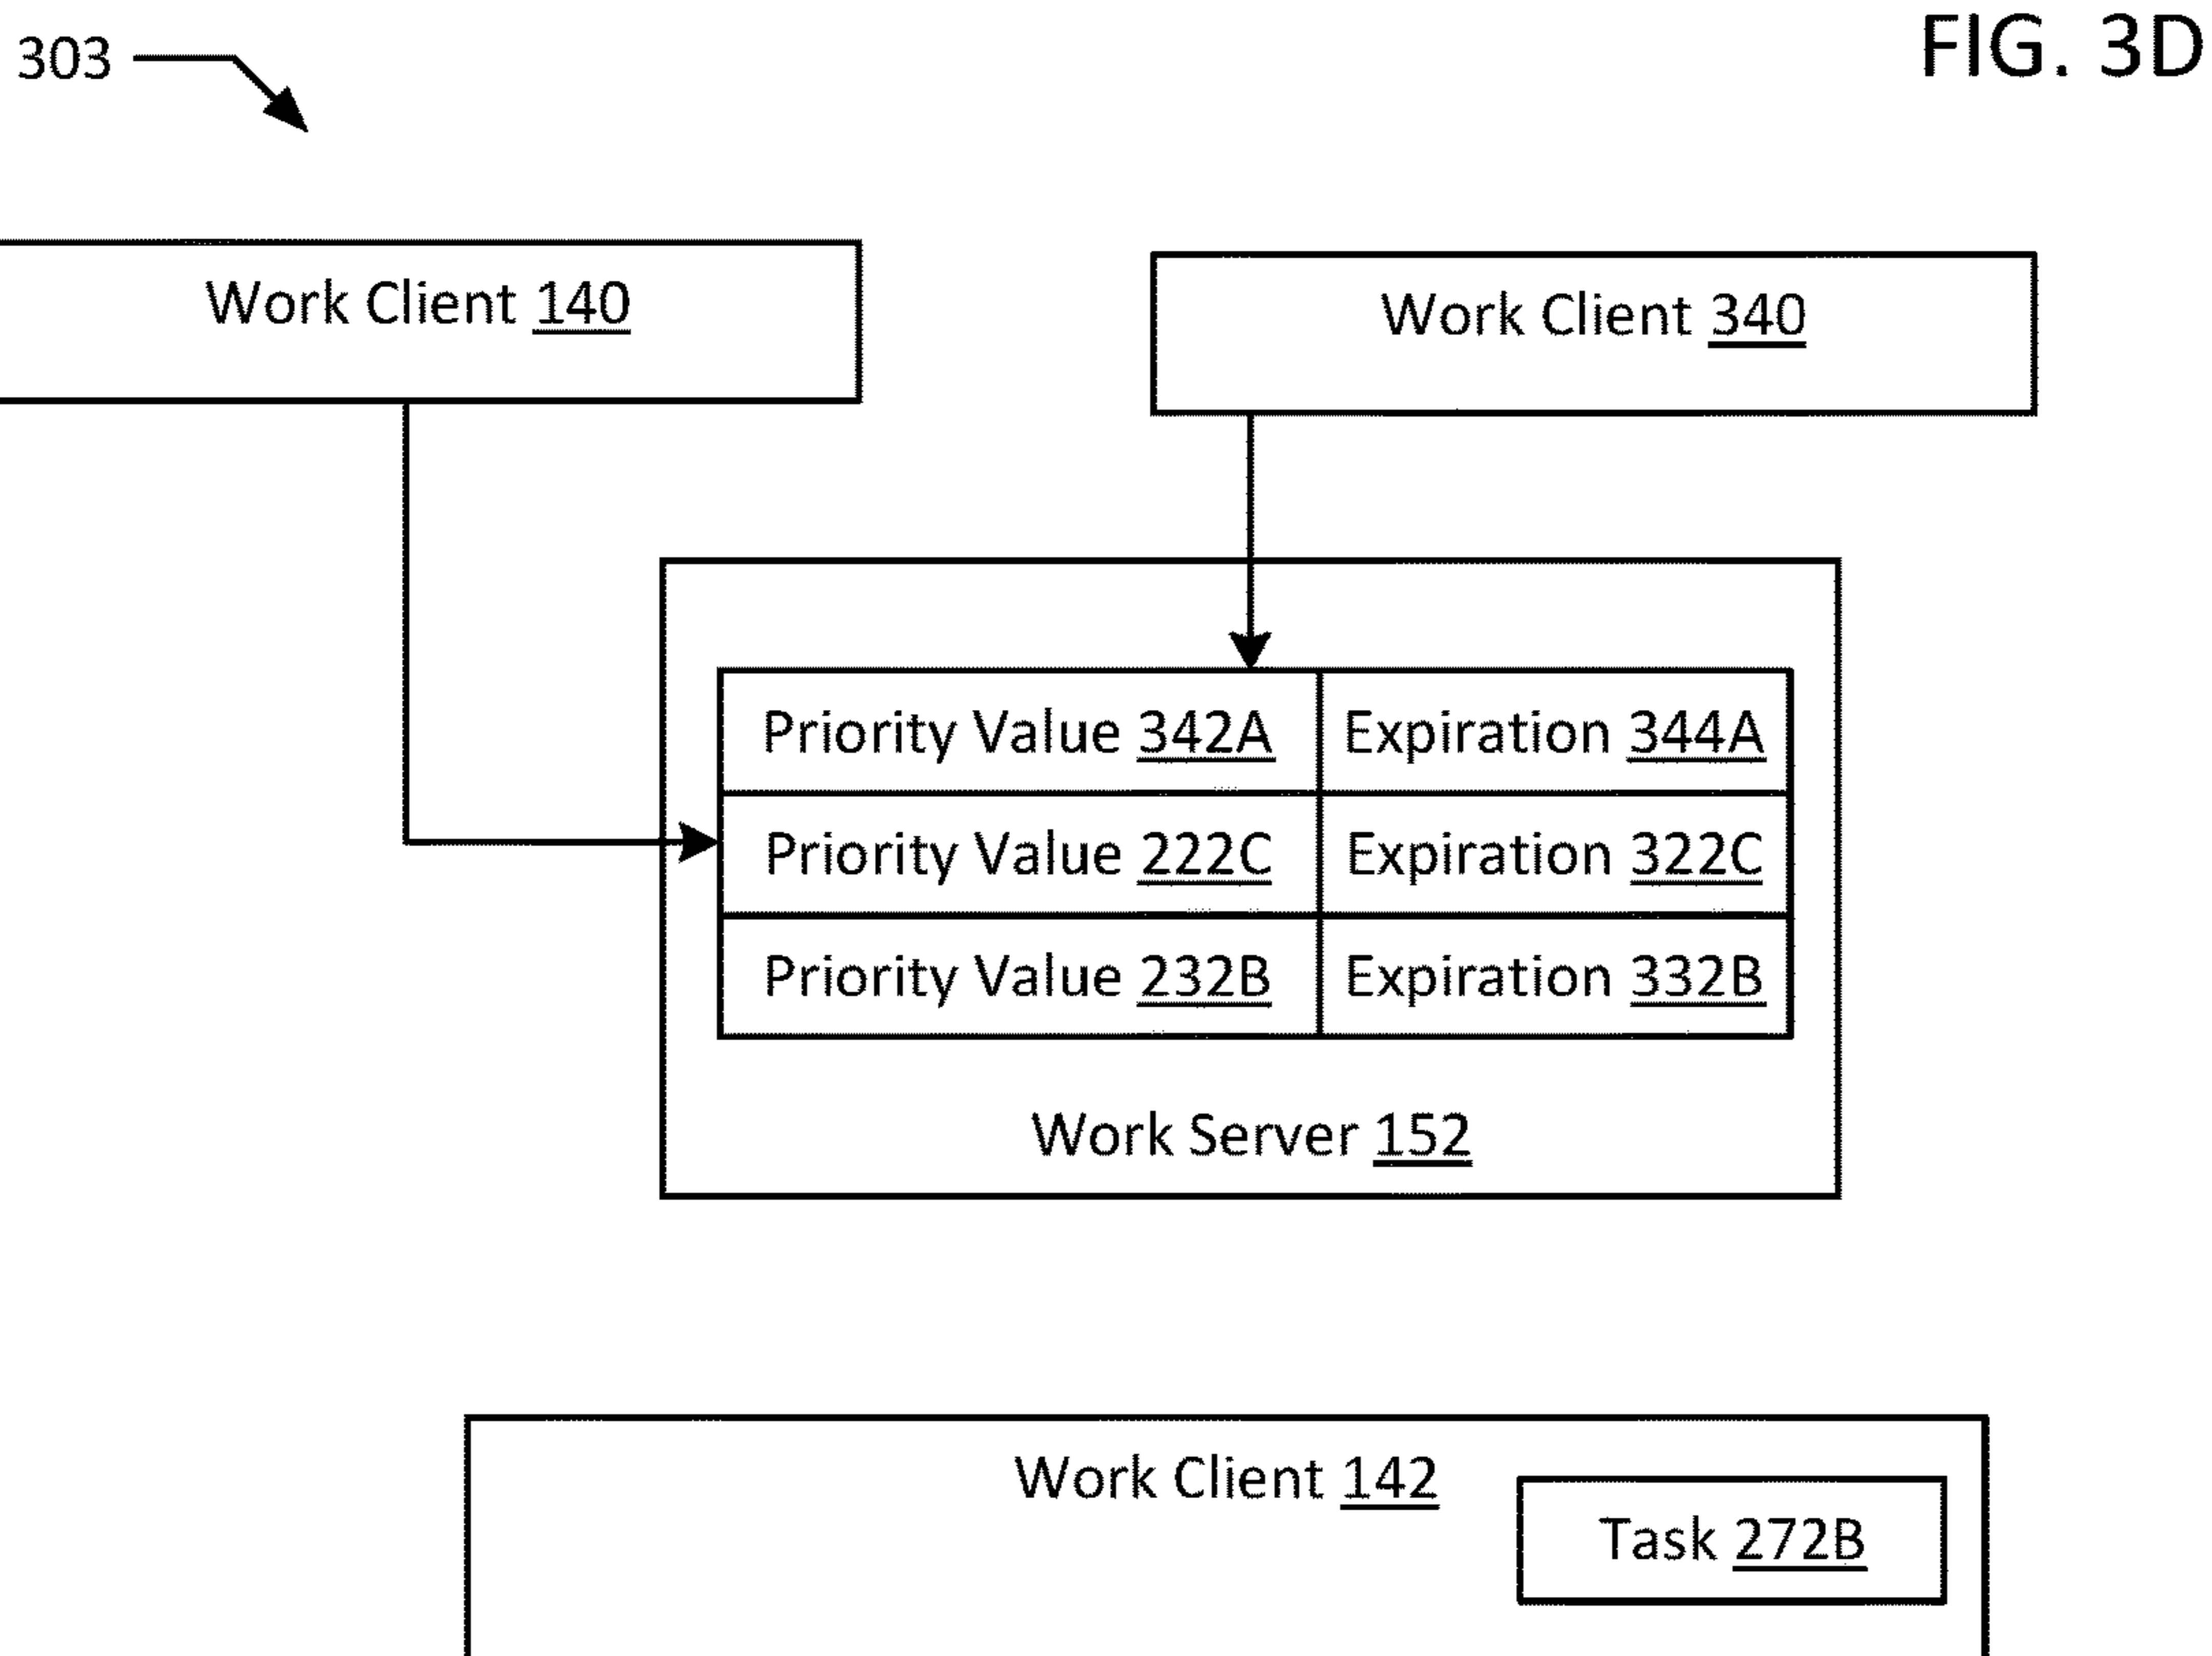 303
FIG. 3D
Work Client 140
Work Client 340
Priority Value 342A Expiration 344A
Priority Value 222C Expiration 322C
Priority Value 232B Expiration 332B
Work Server 152
Work Client 142
Task 272B